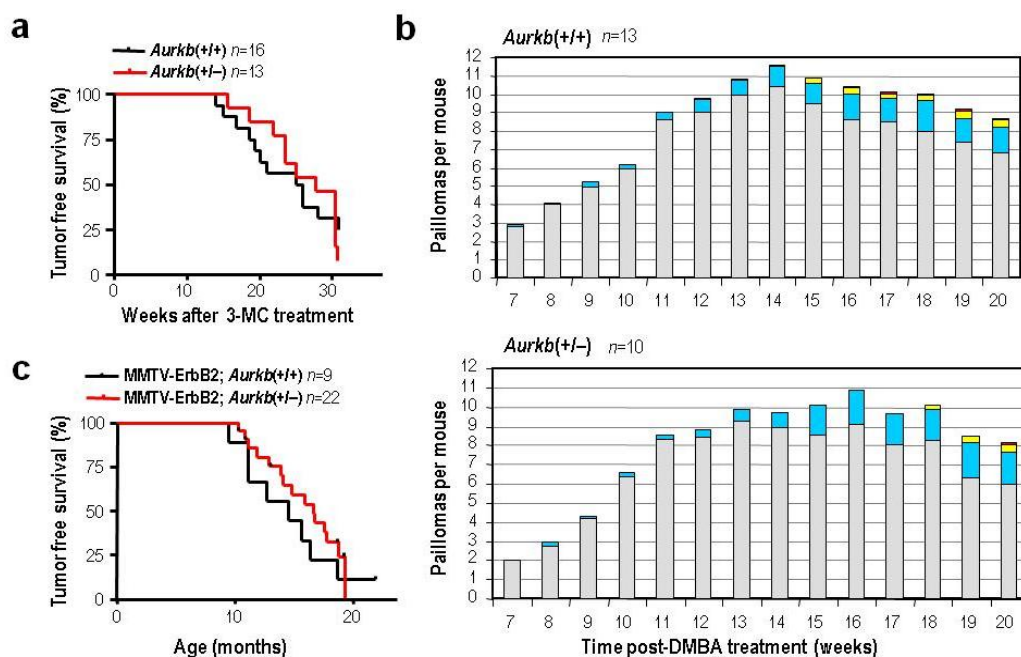 a
Aurkb(+/+) n=16
Aurkb(+/–) n=13
Tumor free survival (%)
100
75
50
25
0
0 10 20 30
Weeks after 3-MC treatment
b
Aurkb(+/+) n=13
Paillomas per mouse
12
11
10
9
8
7
6
5
4
3
2
1
0
7 8 9 10 11 12 13 14 15 16 17 18 19 20
c
MMTV-ErbB2; Aurkb(+/+) n=9
MMTV-ErbB2; Aurkb(+/–) n=22
Tumor free survival (%)
100
75
50
25
0
0 10 20
Age (months)
Aurkb(+/–) n=10
Paillomas per mouse
12
11
10
9
8
7
6
5
4
3
2
1
0
7 8 9 10 11 12 13 14 15 16 17 18 19 20
Time post-DMBA treatment (weeks)